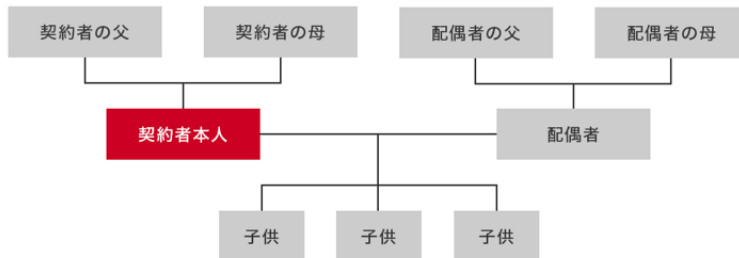 契約者の父
契約者の母
配偶者の父
配偶者の母
契約者本人
配偶者
子供
子供
子供